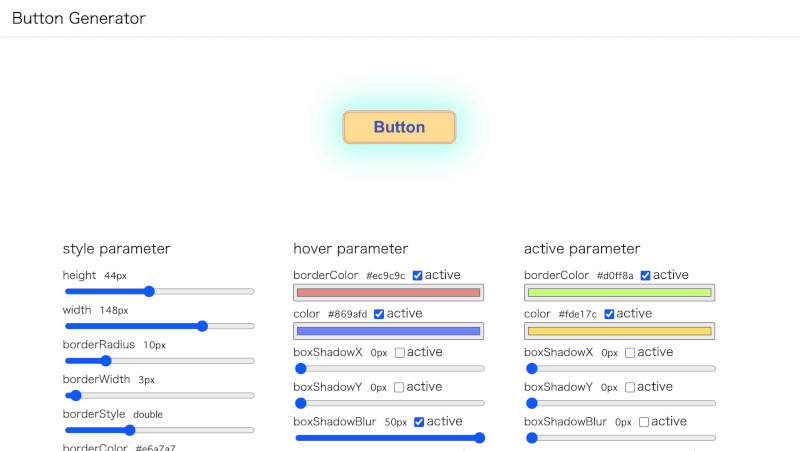 Button Generator
Button
style parameter
height 44px
width 148px
borderRadius 10px
borderWidth 3px
borderStyle double
borderColor #e6a7a7
hover parameter
borderColor #ec9c9c active
color #869afd active
boxShadowX 0px active
boxShadowY 0px active
boxShadowBlur 50px active
active parameter
borderColor #d0ff8a active
color #fde17c active
boxShadowX 0px active
boxShadowY 0px active
boxShadowBlur 0px active